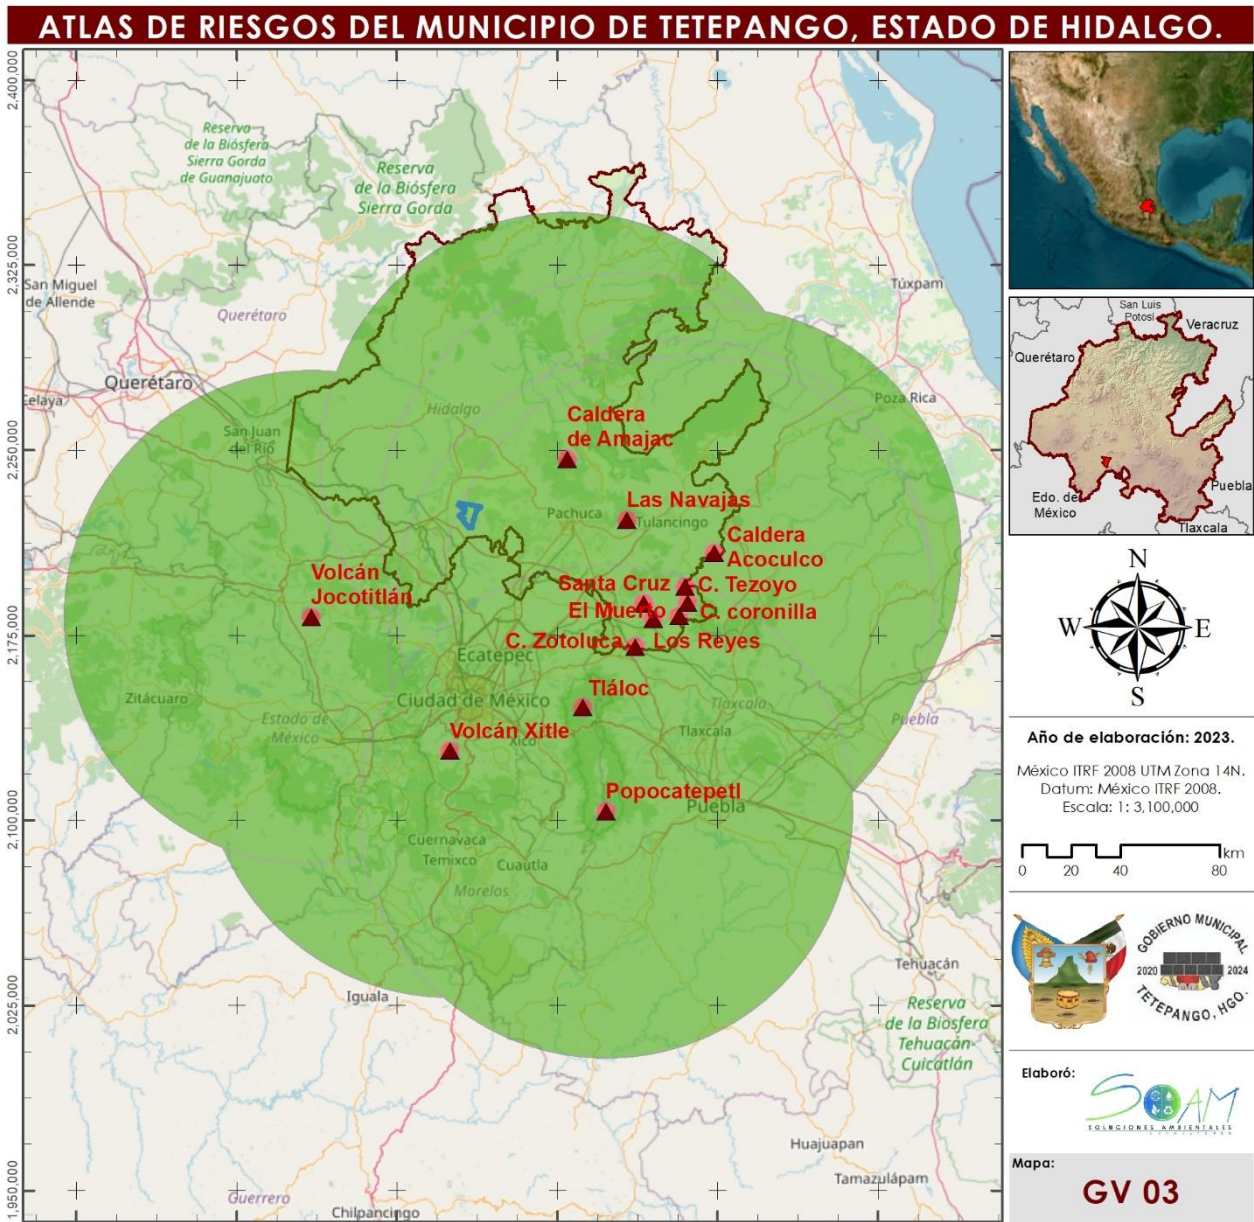 ATLAS DE RIESGOS DEL MUNICIPIO DE TETEPANGO, ESTADO DE HIDALGO.
2,400,000
2,325,000
2,250,000
2,175,000
2,100,000
2,025,000
1,950,000
Reserva
de la Biósfera
Sierra Gorda
de Guanajuato
Reserva
de la Biósfera
Sierra Gorda
San Miguel
de Allende
Querétaro
Túxpam
Querétaro
Celaya
San Juan
del Río
Hidalgo
Poza Rica
Caldera
de Amajac
Las Navajas
Pachuca
Tulancingo
Caldera
Acoculco
Volcán
Jocotitlán
Santa Cruz
C. Tezoyo
El Muerto
C. coronilla
C. Zotoluca
Los Reyes
Ecatepec
Zitácuaro
Ciudad de México
Tláloc
Estado de
México
Tlaxcala
Tlaxcala
Puebla
Volcán Xitle
Xico
Popocatepetl
Puebla
Cuernavaca
Temixco
Cuautla
Morelos
Iguala
Tehuacán
Reserva
de la Biosfera
Tehuacán-
Cuicatlán
Huajuapan
Tamazulápam
Guerrero
Chilpancingo
San Luis
Potosí
Veracruz
Querétaro
Edo. de
México
Puebla
Tlaxcala
N
W
E
S
Año de elaboración: 2023.
México ITRF 2008 UTM Zona 14N.
Datum: México ITRF 2008.
Escala: 1: 3,100,000
km
0 20 40 80
GOBIERNO MUNICIPAL
2020 2024
TETEPANGO, HGO.
Elaboró:
SOAM
SOLUCIONES AMBIENTALES
Mapa:
GV 03